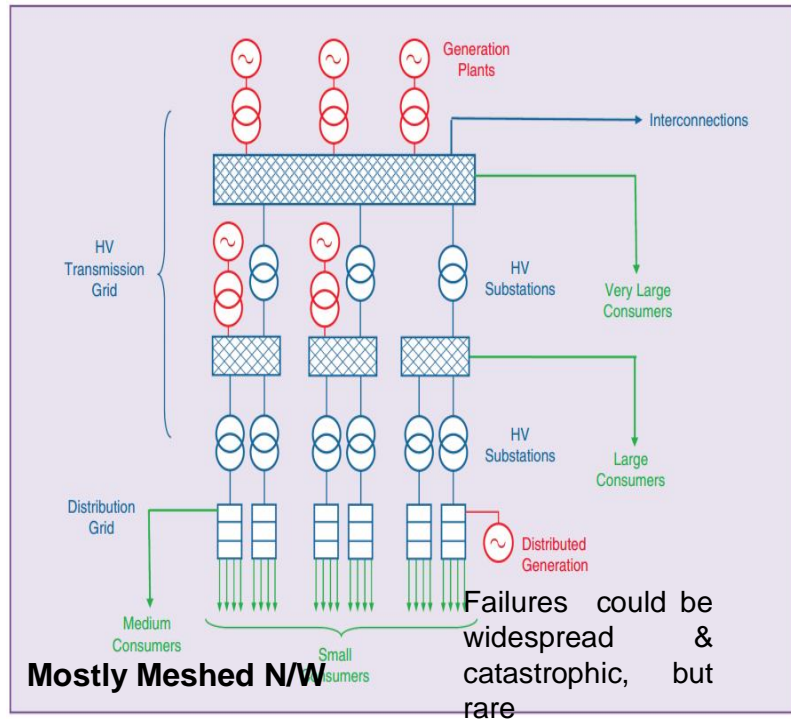 Generation
Plants
Interconnections
HV
Transmission
Grid
HV
Substations
Very Large
Consumers
HV
Substations
Large
Consumers
Distribution
Grid
Distributed
Generation
Medium
Consumers
Small
Consumers
Mostly Meshed N/W
Failures could be
widespread &
catastrophic, but
rare